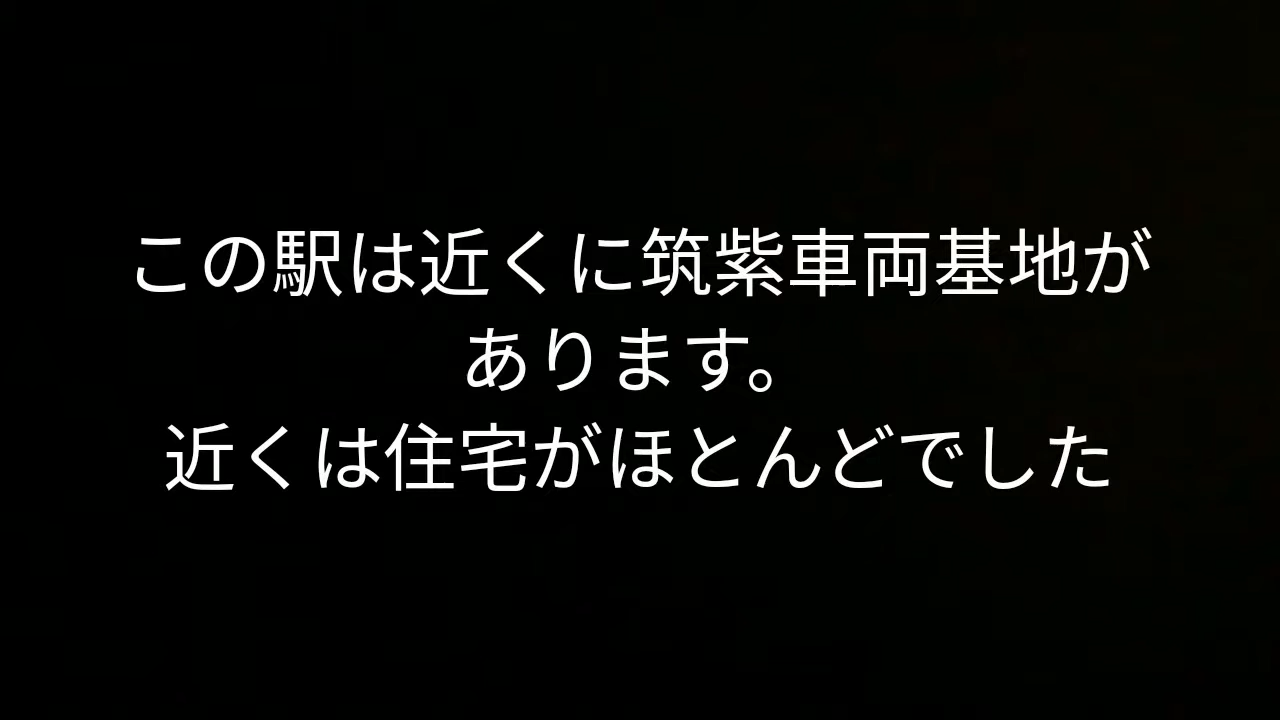 この駅は近くに筑紫車両基地が
あります。
近くは住宅がほとんどでした